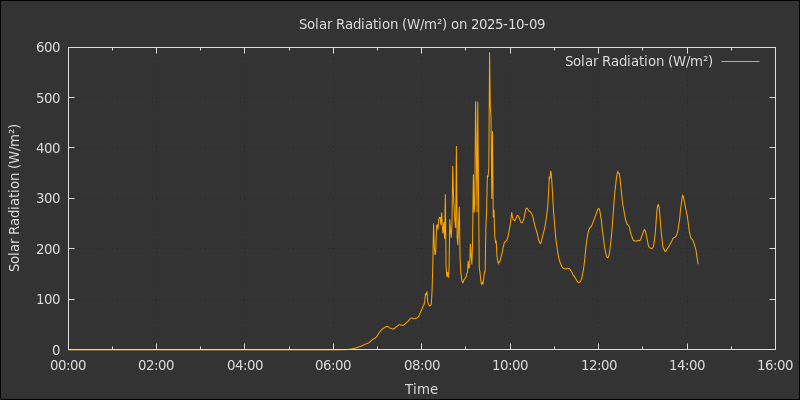 Solar Radiation (W/m²) on 2025-10-09
Solar Radiation (W/m²)
Solar Radiation (W/m²)
600
500
400
300
200
100
0
00:00 02:00 04:00 06:00 08:00 10:00 12:00 14:00 16:00
Time